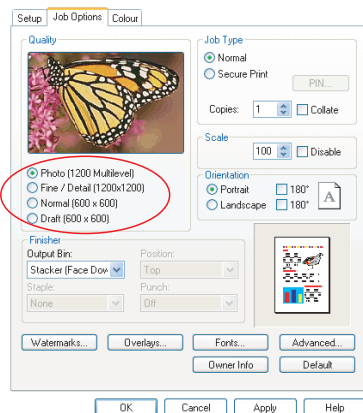 Setup Job Options Colour
Quality
Photo (1200 Multilevel)
Fine / Detail (1200x1200)
Normal (600 x 600)
Draft (600 x 600)
Job Type
Normal
Secure Print
PIN...
Copies: 1 Collate
Scale
100 Disable
Orientation
Portrait 180°
Landscape 180°
A
Finisher
Output Bin: Position:
Stacker (Face Dow Top
Staple: Punch:
None Off
Watermarks... Overlays... Fonts... Advanced...
Owner Info Default
OK Cancel Apply Help